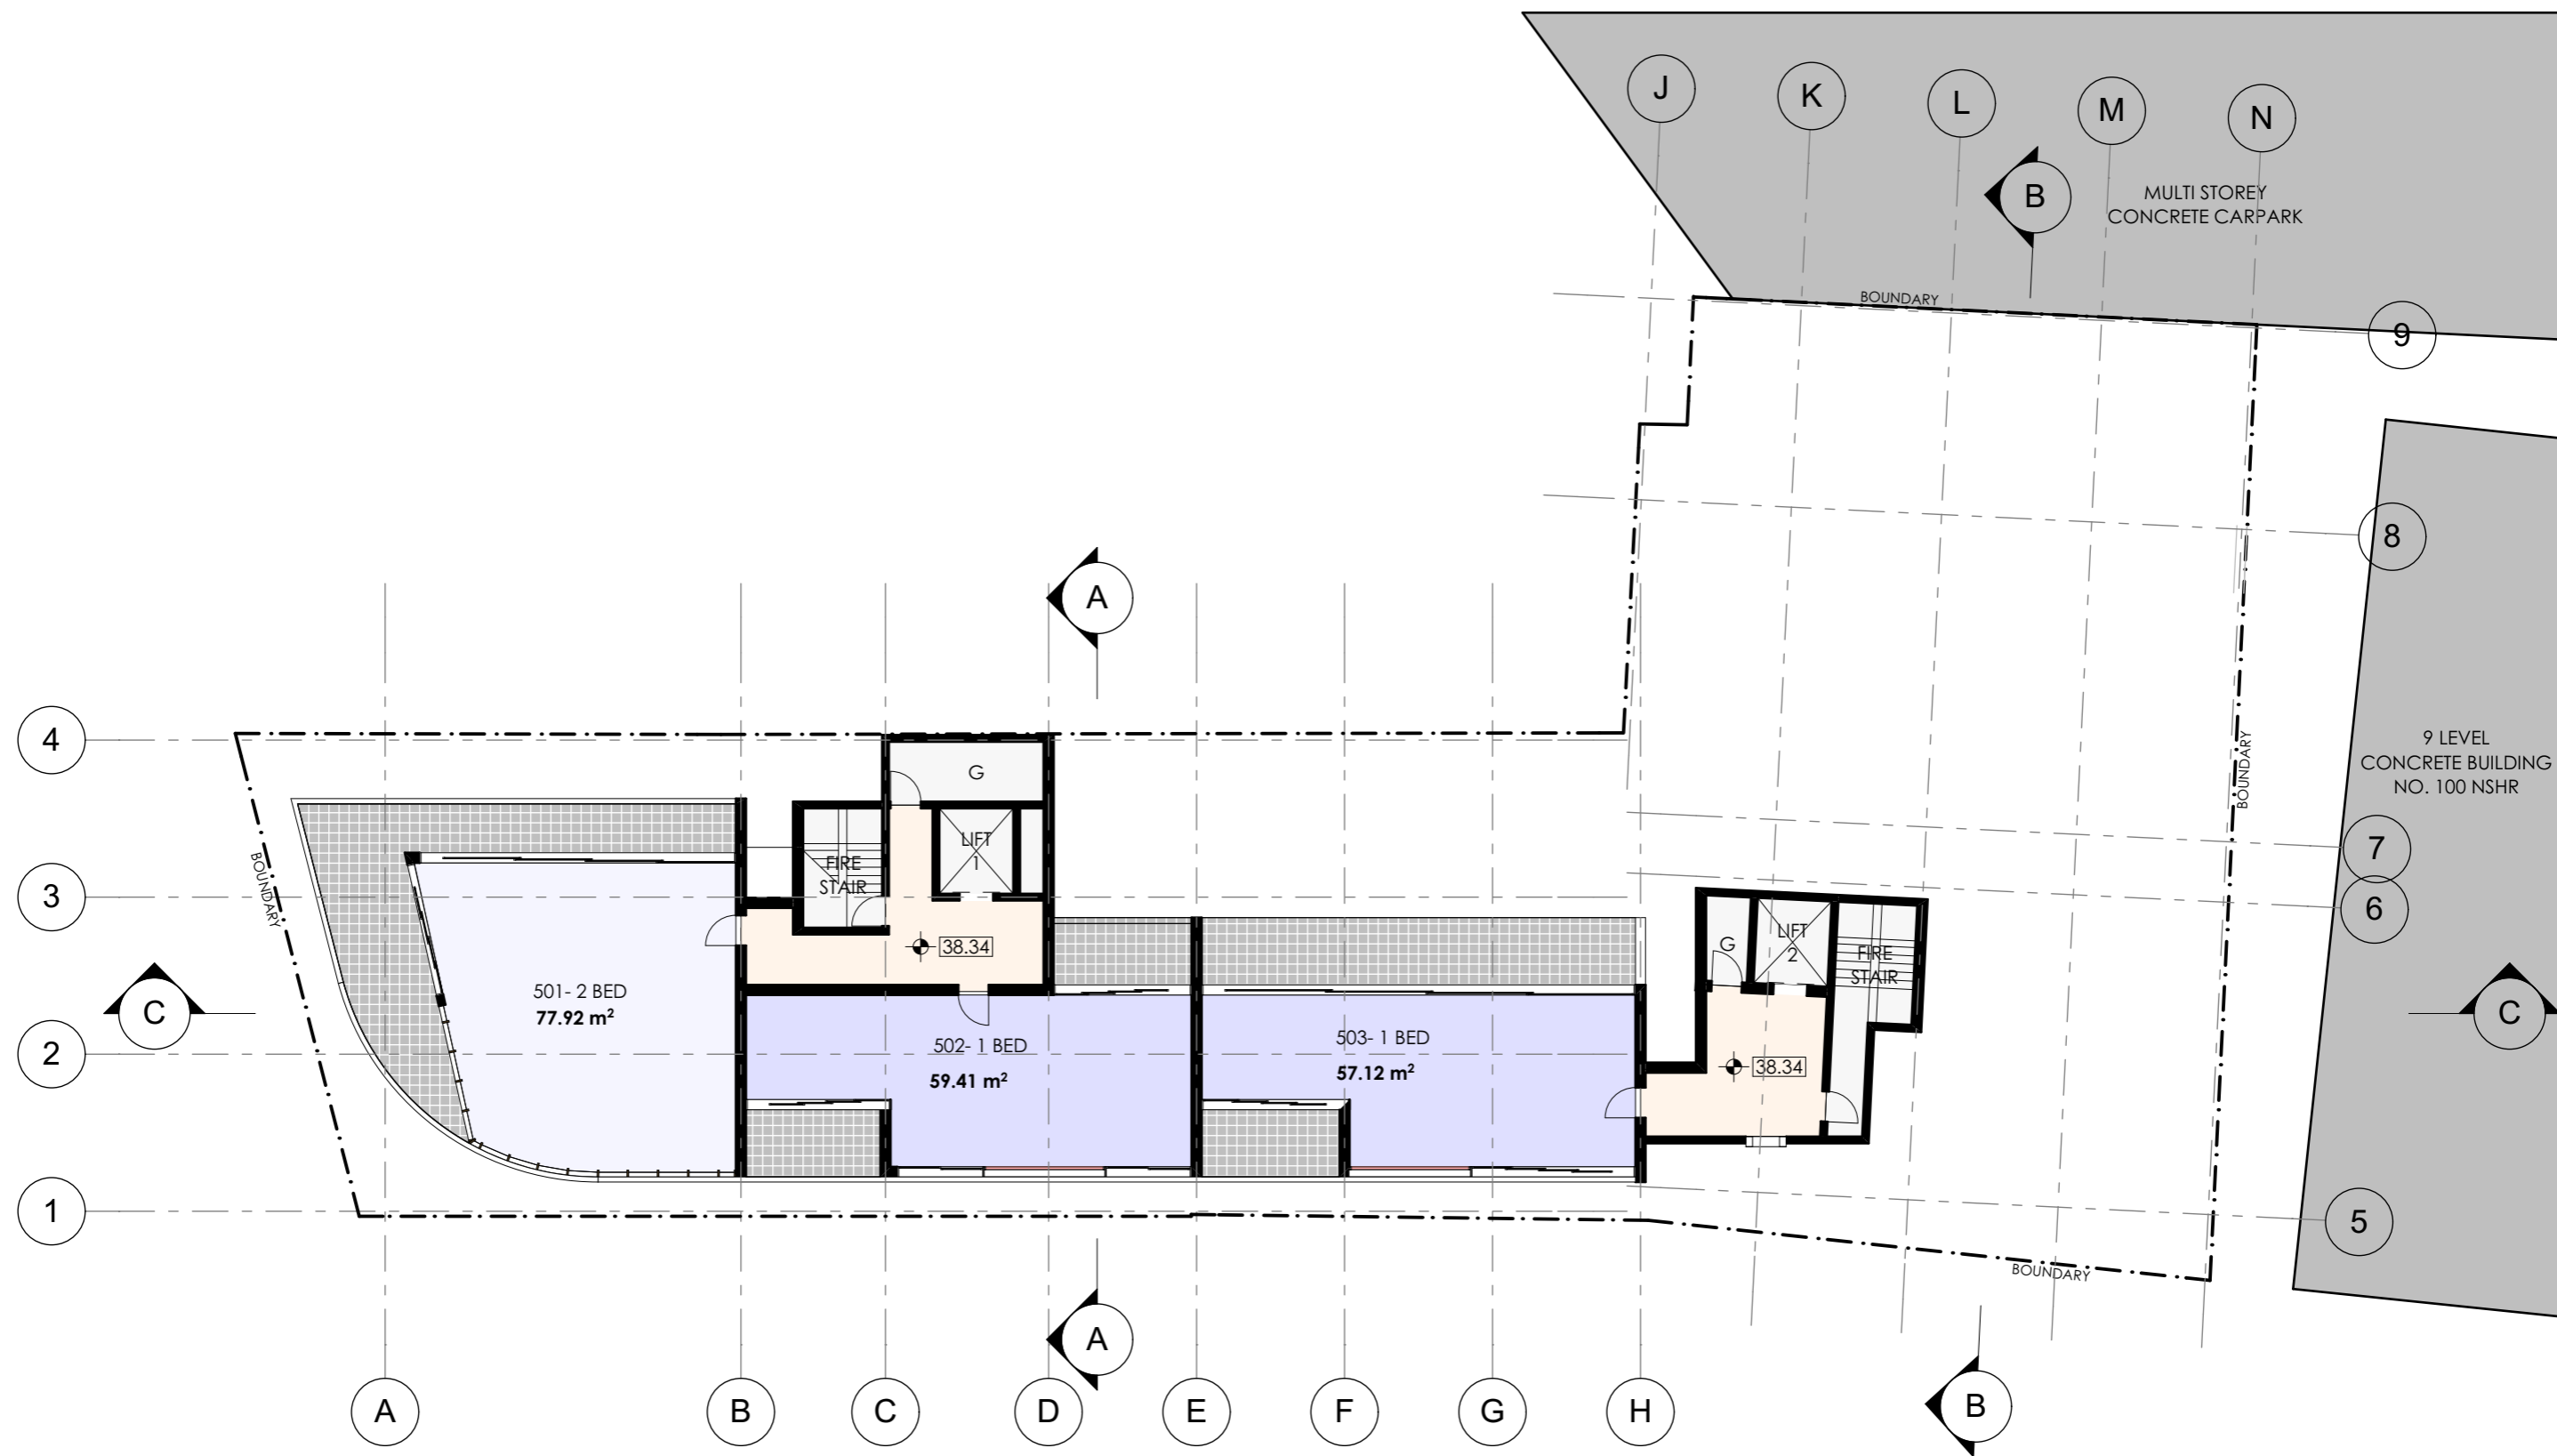 J
K
L
M
N
B
MULTI STOREY
CONCRETE CARPARK
BOUNDARY
9
8
A
4
G
9 LEVEL
CONCRETE BUILDING
NO. 100 NSHR
BOUNDARY
LIFT
1
FIRE
STAIR
BOUNDARY
7
3
6
38.34
G
LIFT
2
FIRE
STAIR
501- 2 BED
77.92 m²
C
C
2
502- 1 BED
59.41 m²
503- 1 BED
57.12 m²
38.34
1
5
BOUNDARY
A
A
B
C
D
E
F
G
H
B